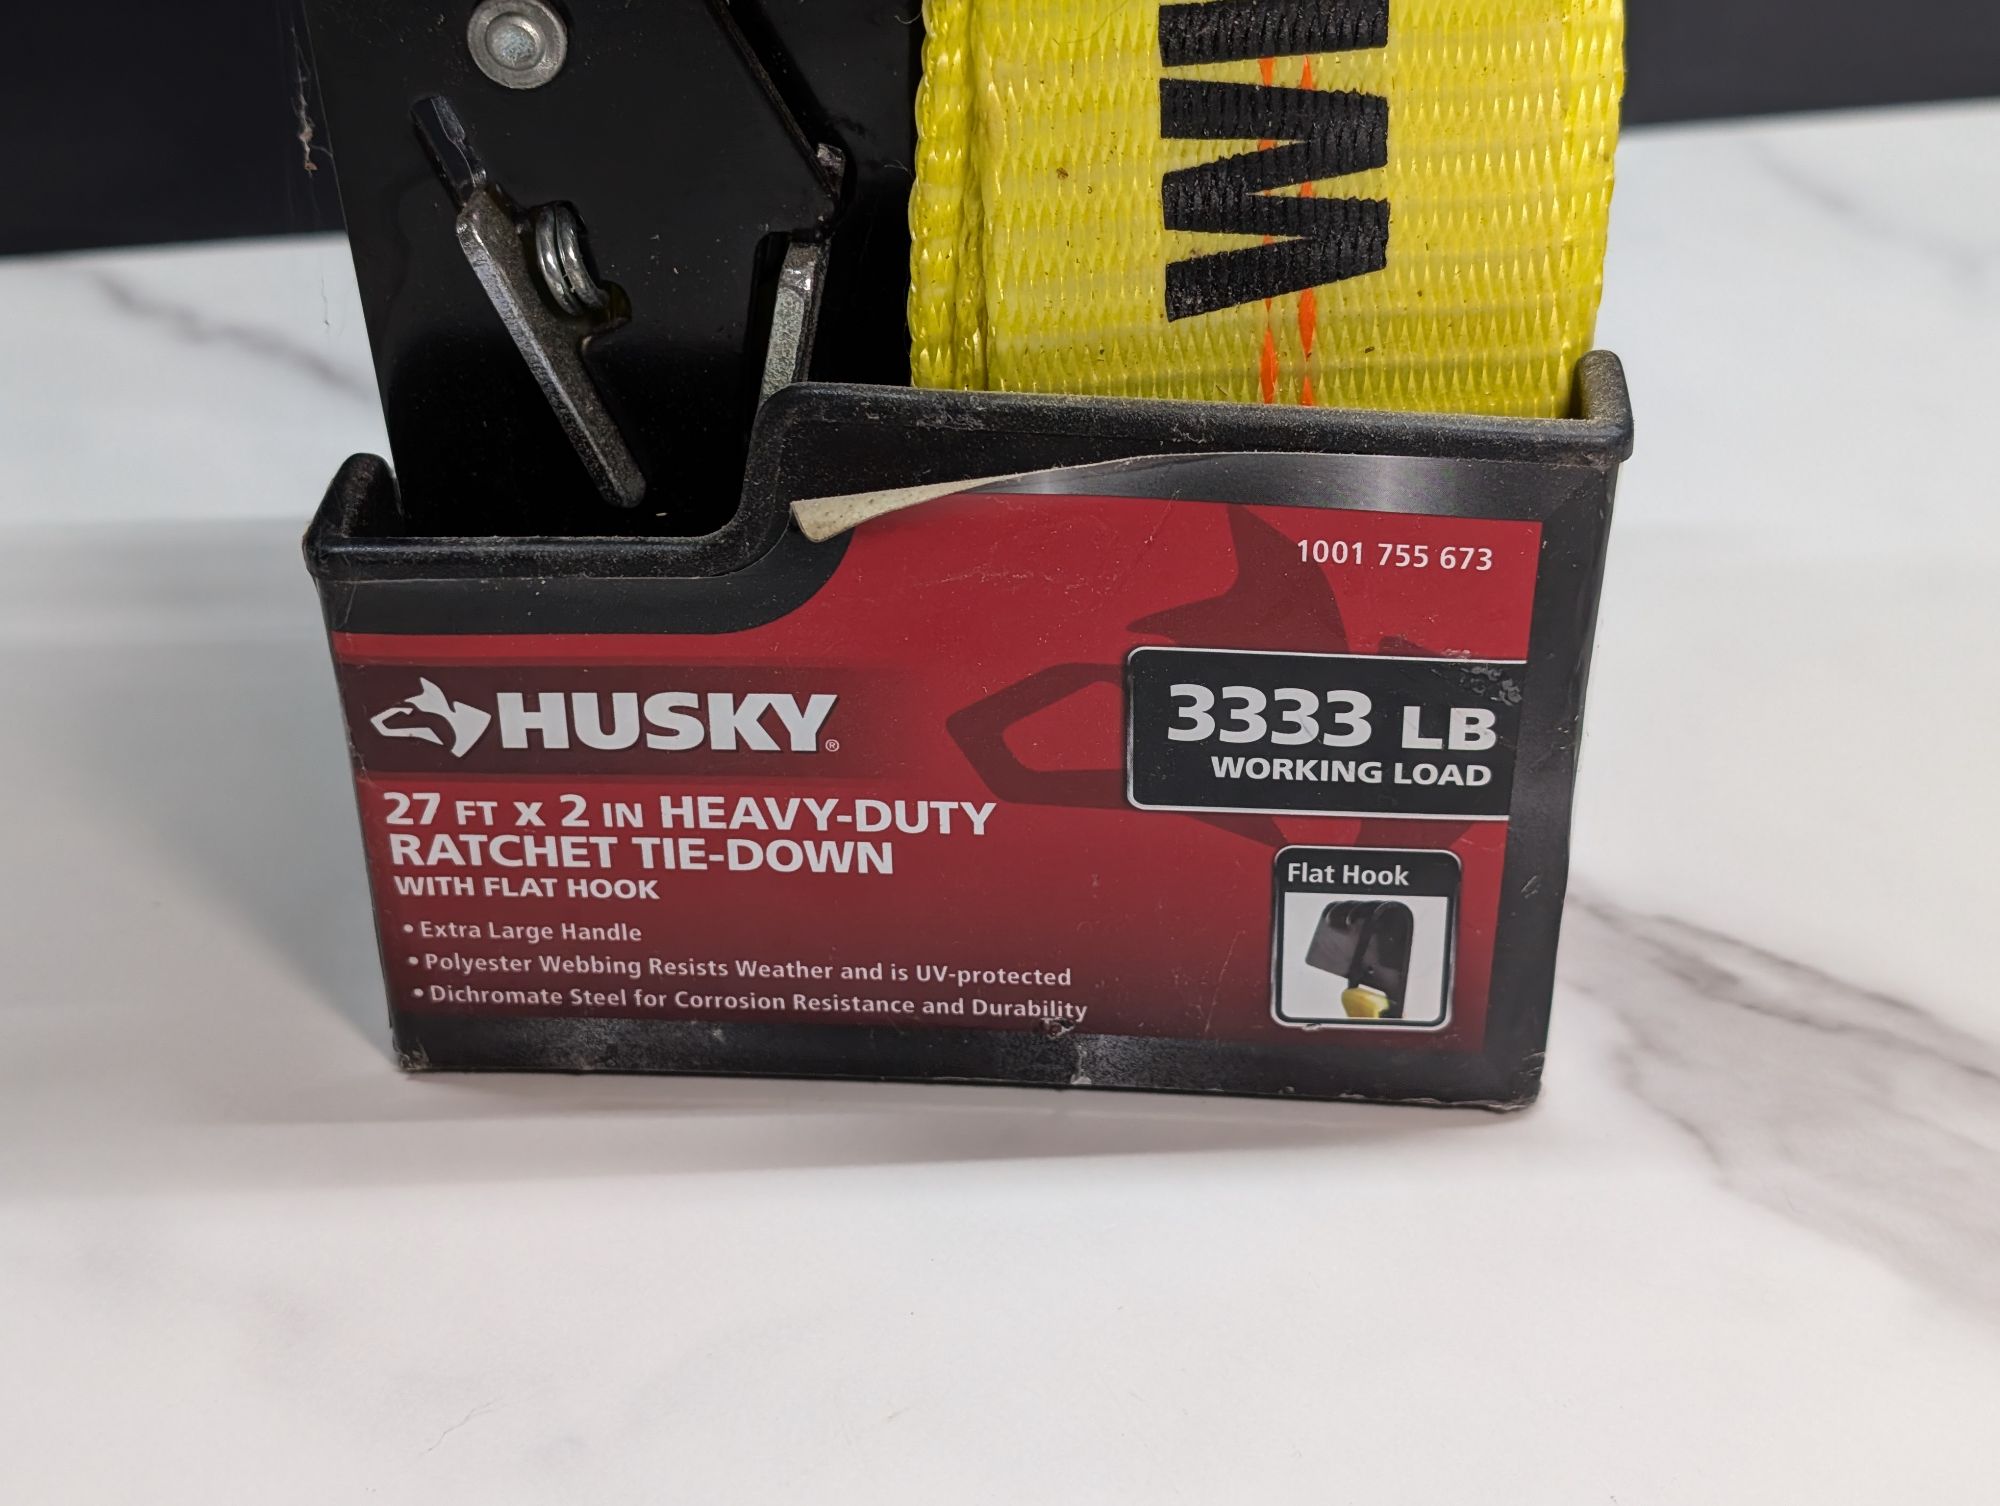 1001 755 673
HUSKY®
3333 LB
WORKING LOAD
27 FT X 2 IN HEAVY-DUTY
RATCHET TIE-DOWN
WITH FLAT HOOK
• Extra Large Handle
• Polyester Webbing Resists Weather and is UV-protected
• Dichromate Steel for Corrosion Resistance and Durability
Flat Hook